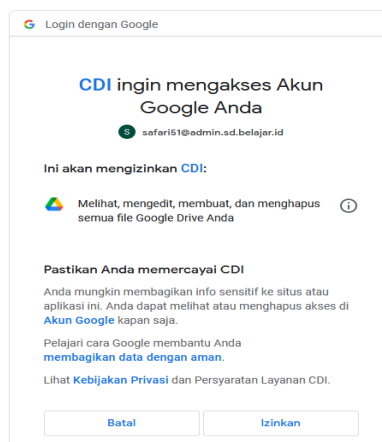 Login dengan Google
CDI ingin mengakses Akun
Google Anda
S safari51@admin.sd.belajar.id
Ini akan mengizinkan CDI:
Melihat, mengedit, membuat, dan menghapus
semua file Google Drive Anda
Pastikan Anda memercayai CDI
Anda mungkin membagikan info sensitif ke situs atau
aplikasi ini. Anda dapat melihat atau menghapus akses di
Akun Google kapan saja.
Pelajari cara Google membantu Anda
membagikan data dengan aman.
Lihat Kebijakan Privasi dan Persyaratan Layanan CDI.
Batal Izinkan